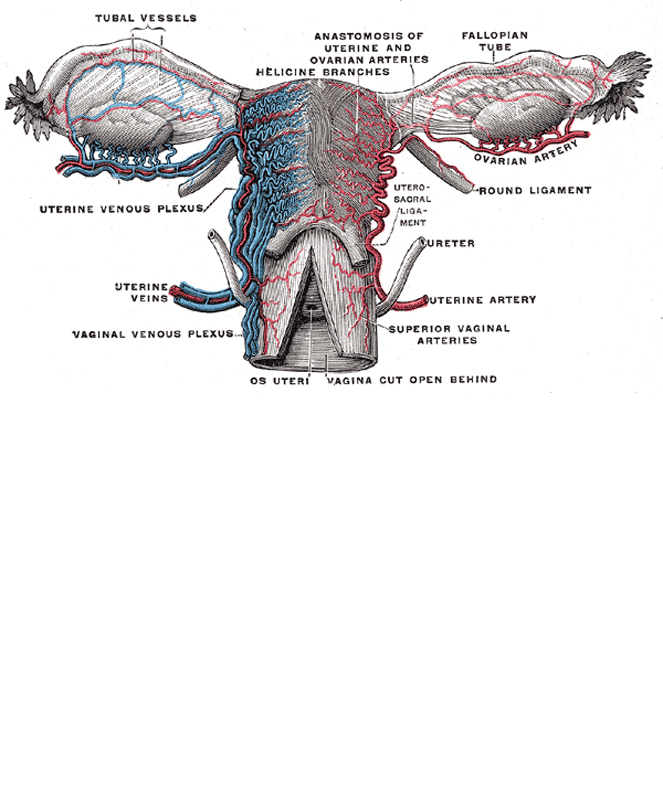 TUBAL VESSELS
ANASTOMOSIS OF
UTERINE AND
OVARIAN ARTERIES
HELICINE BRANCHES
FALLOPIAN
TUBE
OVARIAN ARTERY
ROUND LIGAMENT
UTERO-
SACRAL
LIGA-
MENT
UTERINE VENOUS PLEXUS
URETER
UTERINE
VEINS
UTERINE ARTERY
VAGINAL VENOUS PLEXUS
SUPERIOR VAGINAL
ARTERIES
OS UTERI
VAGINA CUT OPEN BEHIND